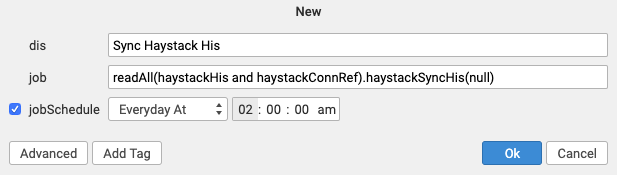 New
dis Sync Haystack His
job readAll(haystackHis and haystackConnRef).haystackSyncHis(null)
jobSchedule Everyday At 02 : 00 : 00 am
Advanced Add Tag Ok Cancel